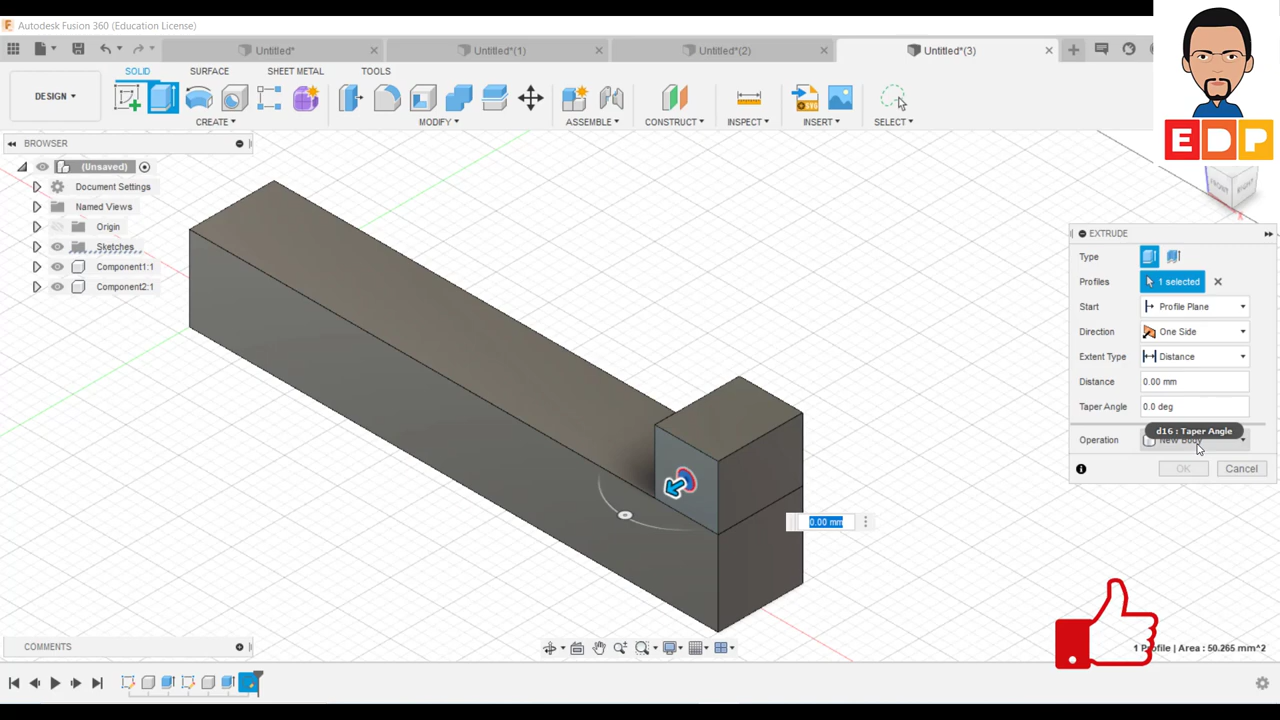 Autodesk Fusion 360 (Education License)
Untitled*
Untitled*(1)
Untitled*(2)
Untitled*(3)
SOLID
SURFACE
SHEET METAL
TOOLS
DESIGN
CREATE
MODIFY
ASSEMBLE
CONSTRUCT
INSPECT
INSERT
SELECT
EDP
BROWSER
(Unsaved)
Document Settings
Named Views
Origin
Sketches
Component1:1
Component2:1
FRONT
RIGHT
EXTRUDE
Type
Profiles 1 selected
Start Profile Plane
Direction One Side
Extent Type Distance
Distance 0.00 mm
Taper Angle 0.0 deg
d16 : Taper Angle
Operation New Body
OK Cancel
0.00 mm
COMMENTS
1 Profile | Area : 50.265 mm^2